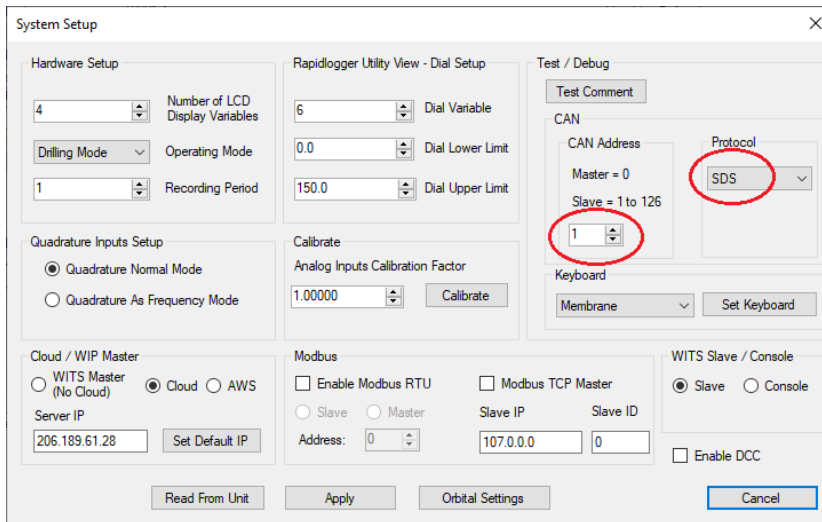 System Setup
Hardware Setup
4
Number of LCD
Display Variables
Drilling Mode
Operating Mode
1
Recording Period
Rapidlogger Utility View - Dial Setup
6
Dial Variable
0.0
Dial Lower Limit
150.0
Dial Upper Limit
Test / Debug
Test Comment
CAN
CAN Address
Master = 0
Slave = 1 to 126
1
Protocol
SDS
Quadrature Inputs Setup
Quadrature Normal Mode
Quadrature As Frequency Mode
Calibrate
Analog Inputs Calibration Factor
1.00000
Calibrate
Keyboard
Membrane
Set Keyboard
Cloud / WIP Master
WITS Master
(No Cloud)
Cloud
AWS
Server IP
206.189.61.28
Set Default IP
Modbus
Enable Modbus RTU
Modbus TCP Master
Slave
Master
Slave IP
Slave ID
Address:
0
107.0.0.0
0
WITS Slave / Console
Slave
Console
Enable DCC
Read From Unit
Apply
Orbital Settings
Cancel